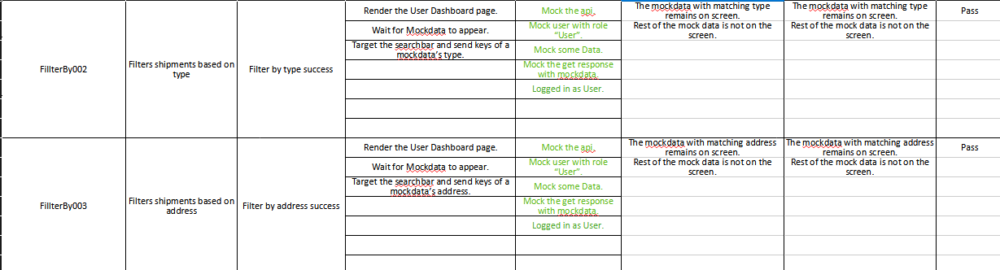 Render the User Dashboard page.
Mock the api.
The mockdata with matching type
remains on screen.
The mockdata with matching type
remains on screen.
Pass
Wait for Mockdata to appear.
Mock user with role
“User”.
Rest of the mock data is not on the
screen.
Rest of the mock data is not on the
screen.
Target the searchbar and send keys of a
mockdata’s type.
Mock some Data.
FillterBy002
Filters shipments based on
type
Filter by type success
Mock the get response
with mockdata.
Logged in as User.
Render the User Dashboard page.
Mock the api.
The mockdata with matching address
remains on screen.
The mockdata with matching address
remains on screen.
Pass
Wait for Mockdata to appear.
Mock user with role
“User”.
Rest of the mock data is not on the
screen.
Rest of the mock data is not on the
screen.
Target the searchbar and send keys of a
mockdata’s address.
Mock some Data.
FillterBy003
Filters shipments based on
address
Filter by address success
Mock the get response
with mockdata.
Logged in as User.